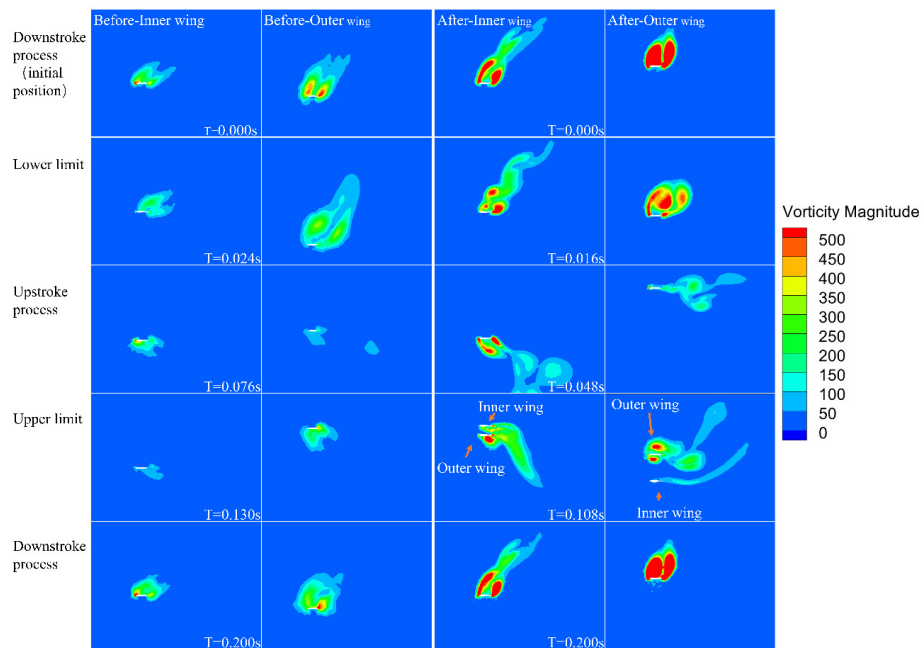 Before-Inner wing
Before-Outer wing
After-Inner wing
After-Outer wing
Downstroke
process
（initial
position）
T=0.000s
T=0.000s
Lower limit
T=0.024s
T=0.016s
Upstroke
process
T=0.076s
T=0.048s
Upper limit
Inner wing
Outer wing
Outer wing
Inner wing
T=0.130s
T=0.108s
Downstroke
process
T=0.200s
T=0.200s
Vorticity Magnitude
500
450
400
350
300
250
200
150
100
50
0